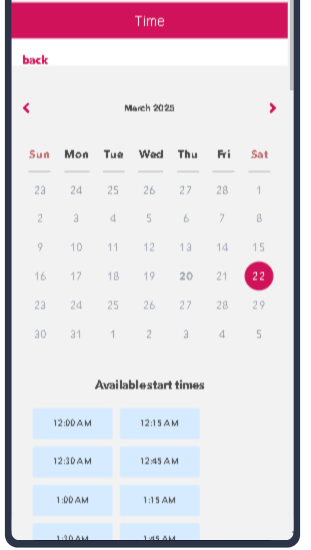 Time
back
March 2025
Sun Mon Tue Wed Thu Fri Sat
23 24 25 26 27 28 1
2 3 4 5 6 7 8
9 10 11 12 13 14 15
16 17 18 19 20 21 22
23 24 25 26 27 28 29
30 31 1 2 3 4 5
Available start times
12:00 AM 12:15 AM
12:30 AM 12:45 AM
1:00 AM 1:15 AM
1:30 AM 1:45 AM